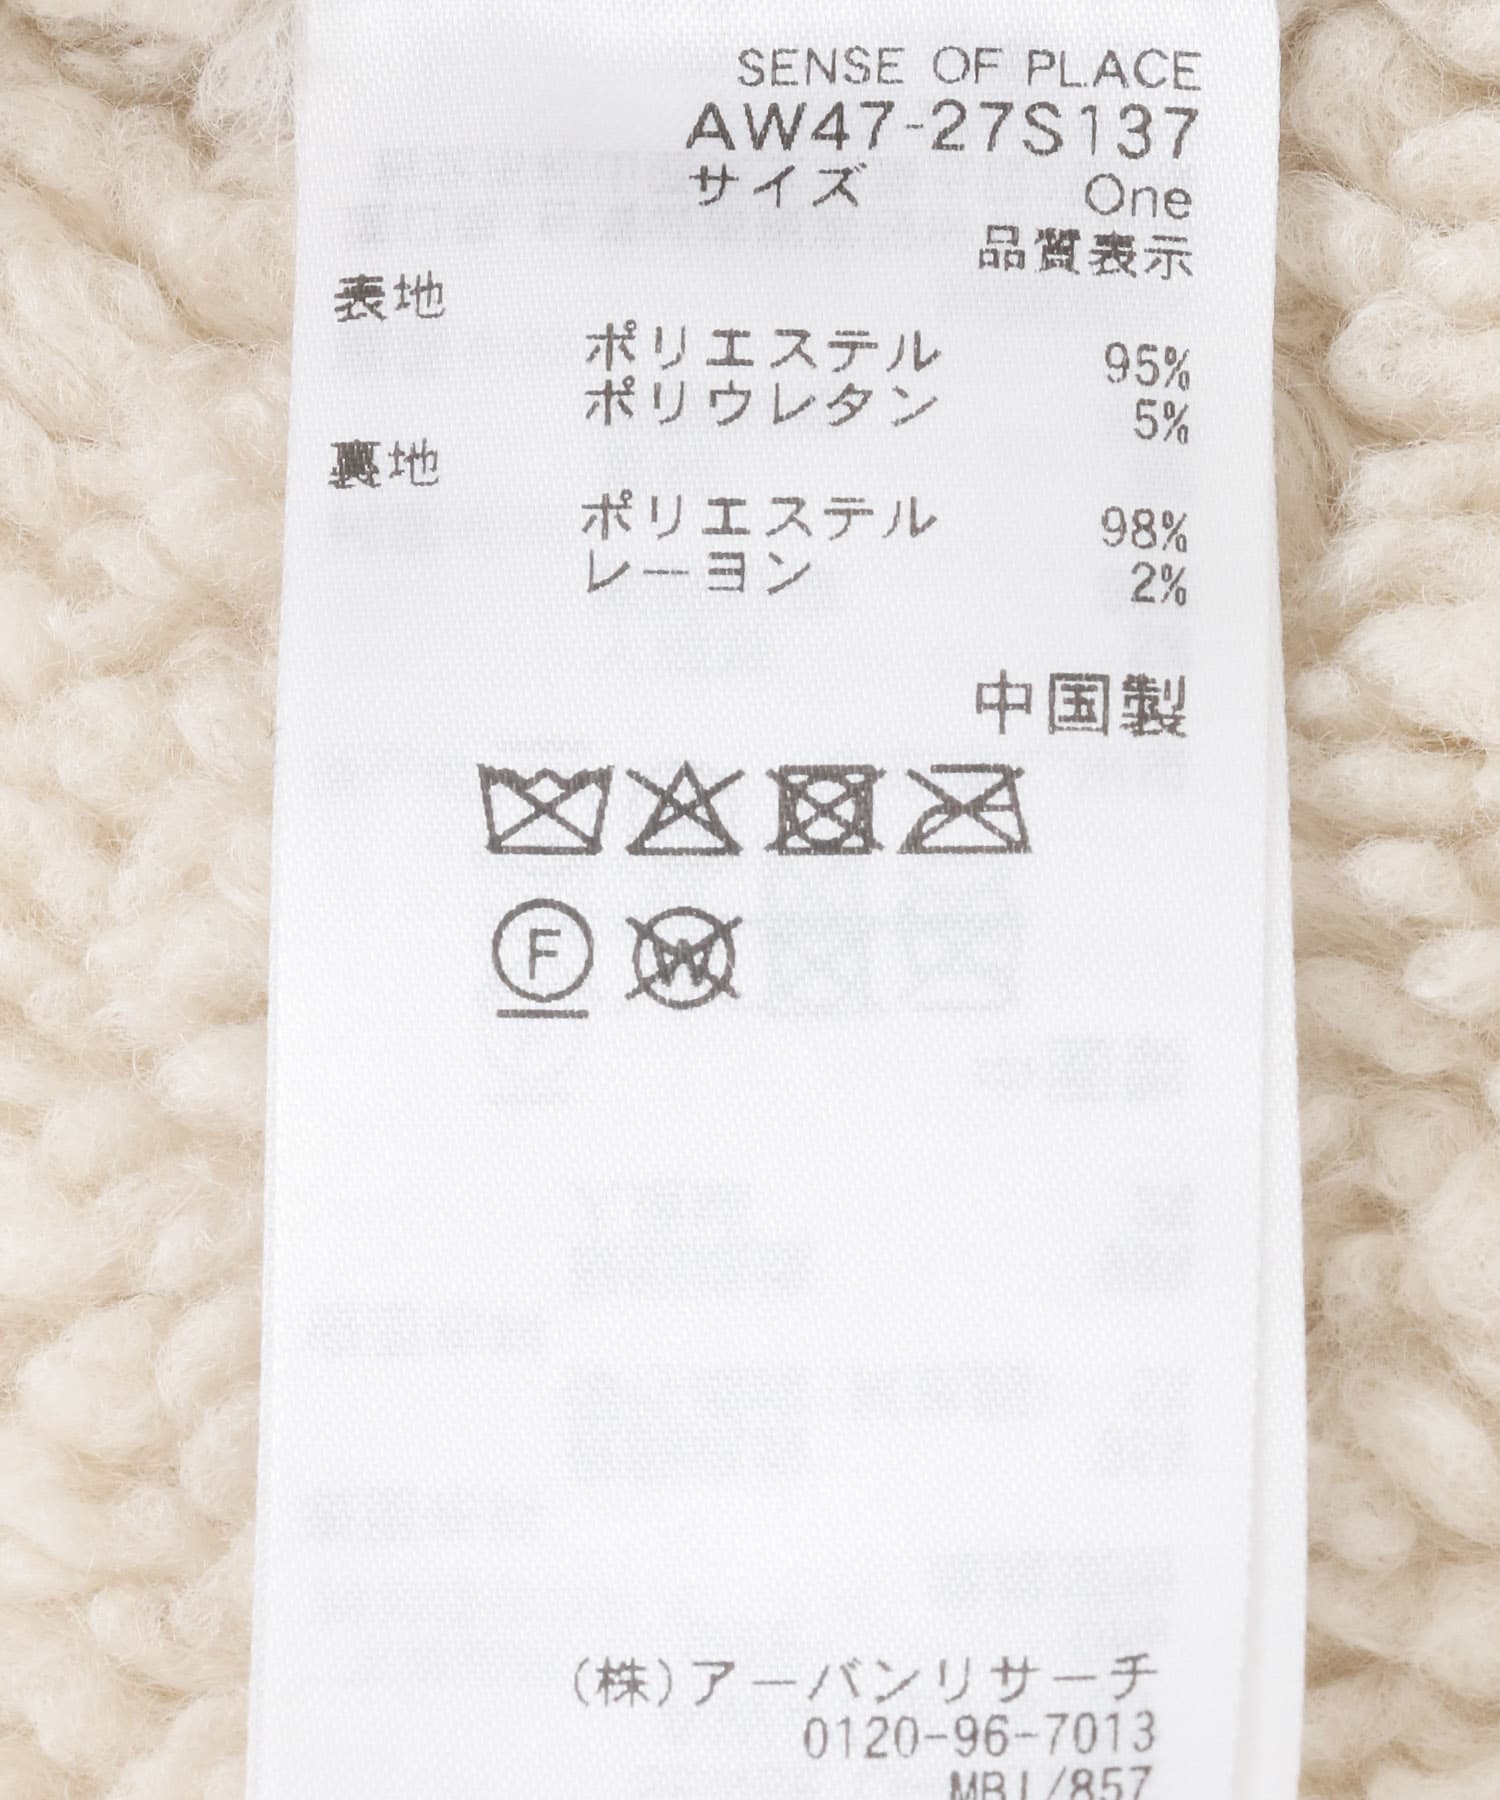 SENSE OF PLACE
AW47-27S137
サイズ One
品質表示
表地
ポリエステル 95%
ポリウレタン 5%
裏地
ポリエステル 98%
レーヨン 2%
中国製
F
W
(株)アーバンリサーチ
0120-96-7013